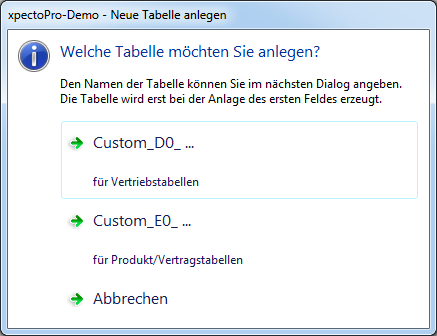 xpectoPro-Demo - Neue Tabelle anlegen
Welche Tabelle möchten Sie anlegen?
Den Namen der Tabelle können Sie im nächsten Dialog angeben.
Die Tabelle wird erst bei der Anlage des ersten Feldes erzeugt.
Custom_D0_ ...
für Vertriebstabellen
Custom_E0_ ...
für Produkt/Vertragstabellen
Abbrechen